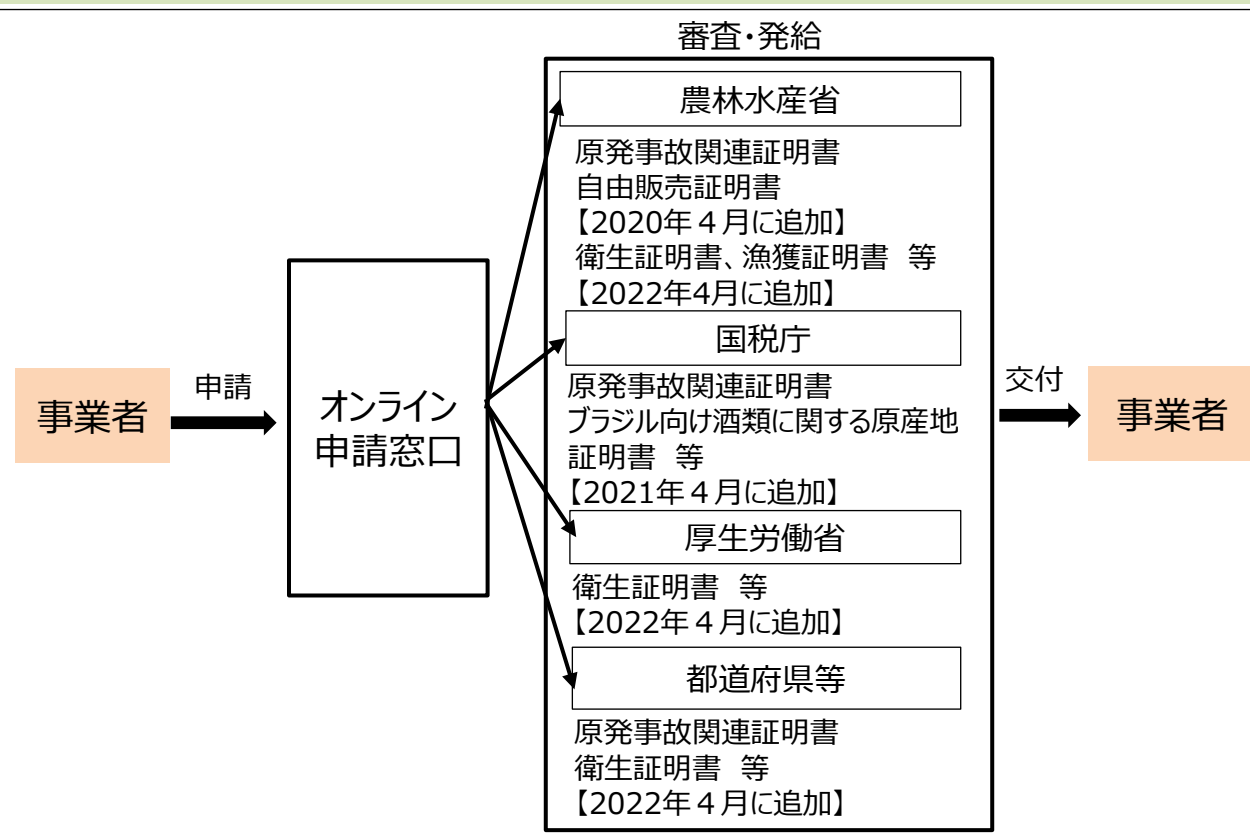 審査・発給
農林水産省
原発事故関連証明書
自由販売証明書
【2020年４月に追加】
衛生証明書、漁獲証明書　等
【2022年4月に追加】
国税庁
原発事故関連証明書
ブラジル向け酒類に関する原産地
証明書　等
【2021年４月に追加】
厚生労働省
衛生証明書　等
【2022年４月に追加】
都道府県等
原発事故関連証明書
衛生証明書　等
【2022年４月に追加】
事業者
申請
オンライン
申請窓口
交付
事業者